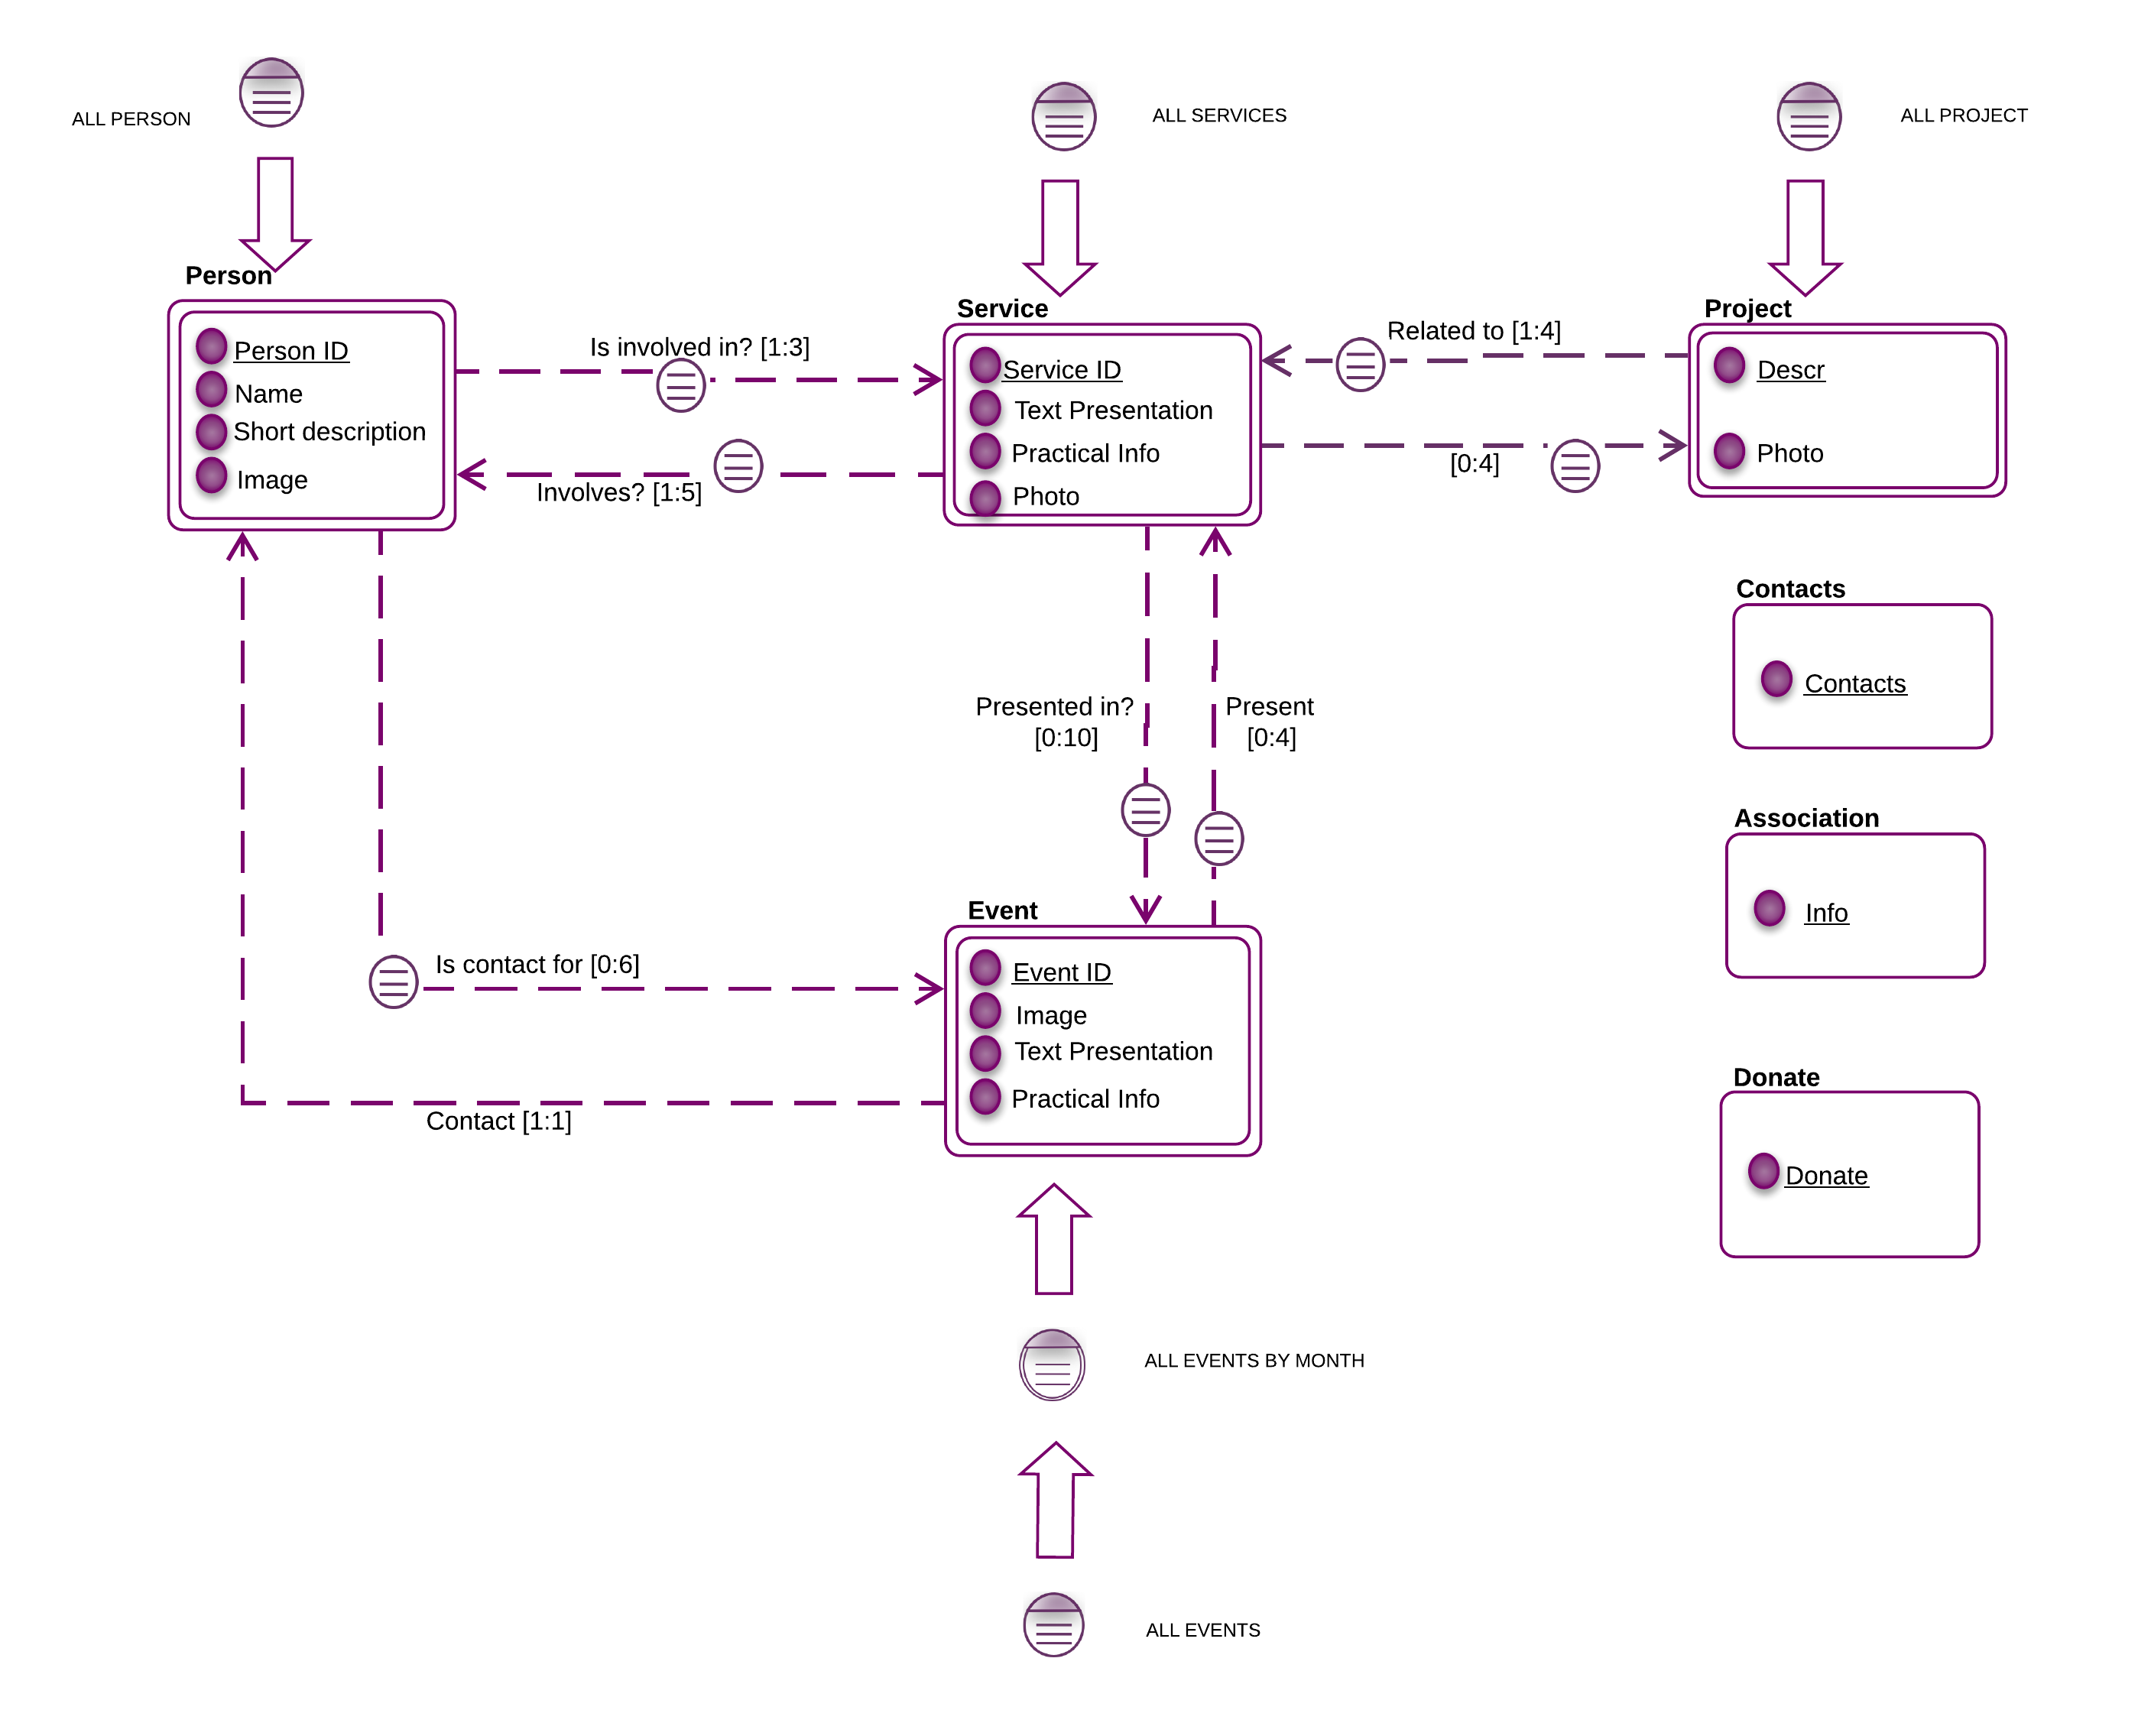 ALL PERSON
ALL SERVICES
ALL PROJECT
Person
Person ID
Name
Short description
Image
Is involved in? [1:3]
Involves? [1:5]
Service
Service ID
Text Presentation
Practical Info
Photo
Related to [1:4]
[0:4]
Project
Descr
Photo
Contacts
Contacts
Presented in?
[0:10]
Present
[0:4]
Association
Info
Is contact for [0:6]
Contact [1:1]
Event
Event ID
Image
Text Presentation
Practical Info
Donate
Donate
ALL EVENTS BY MONTH
ALL EVENTS